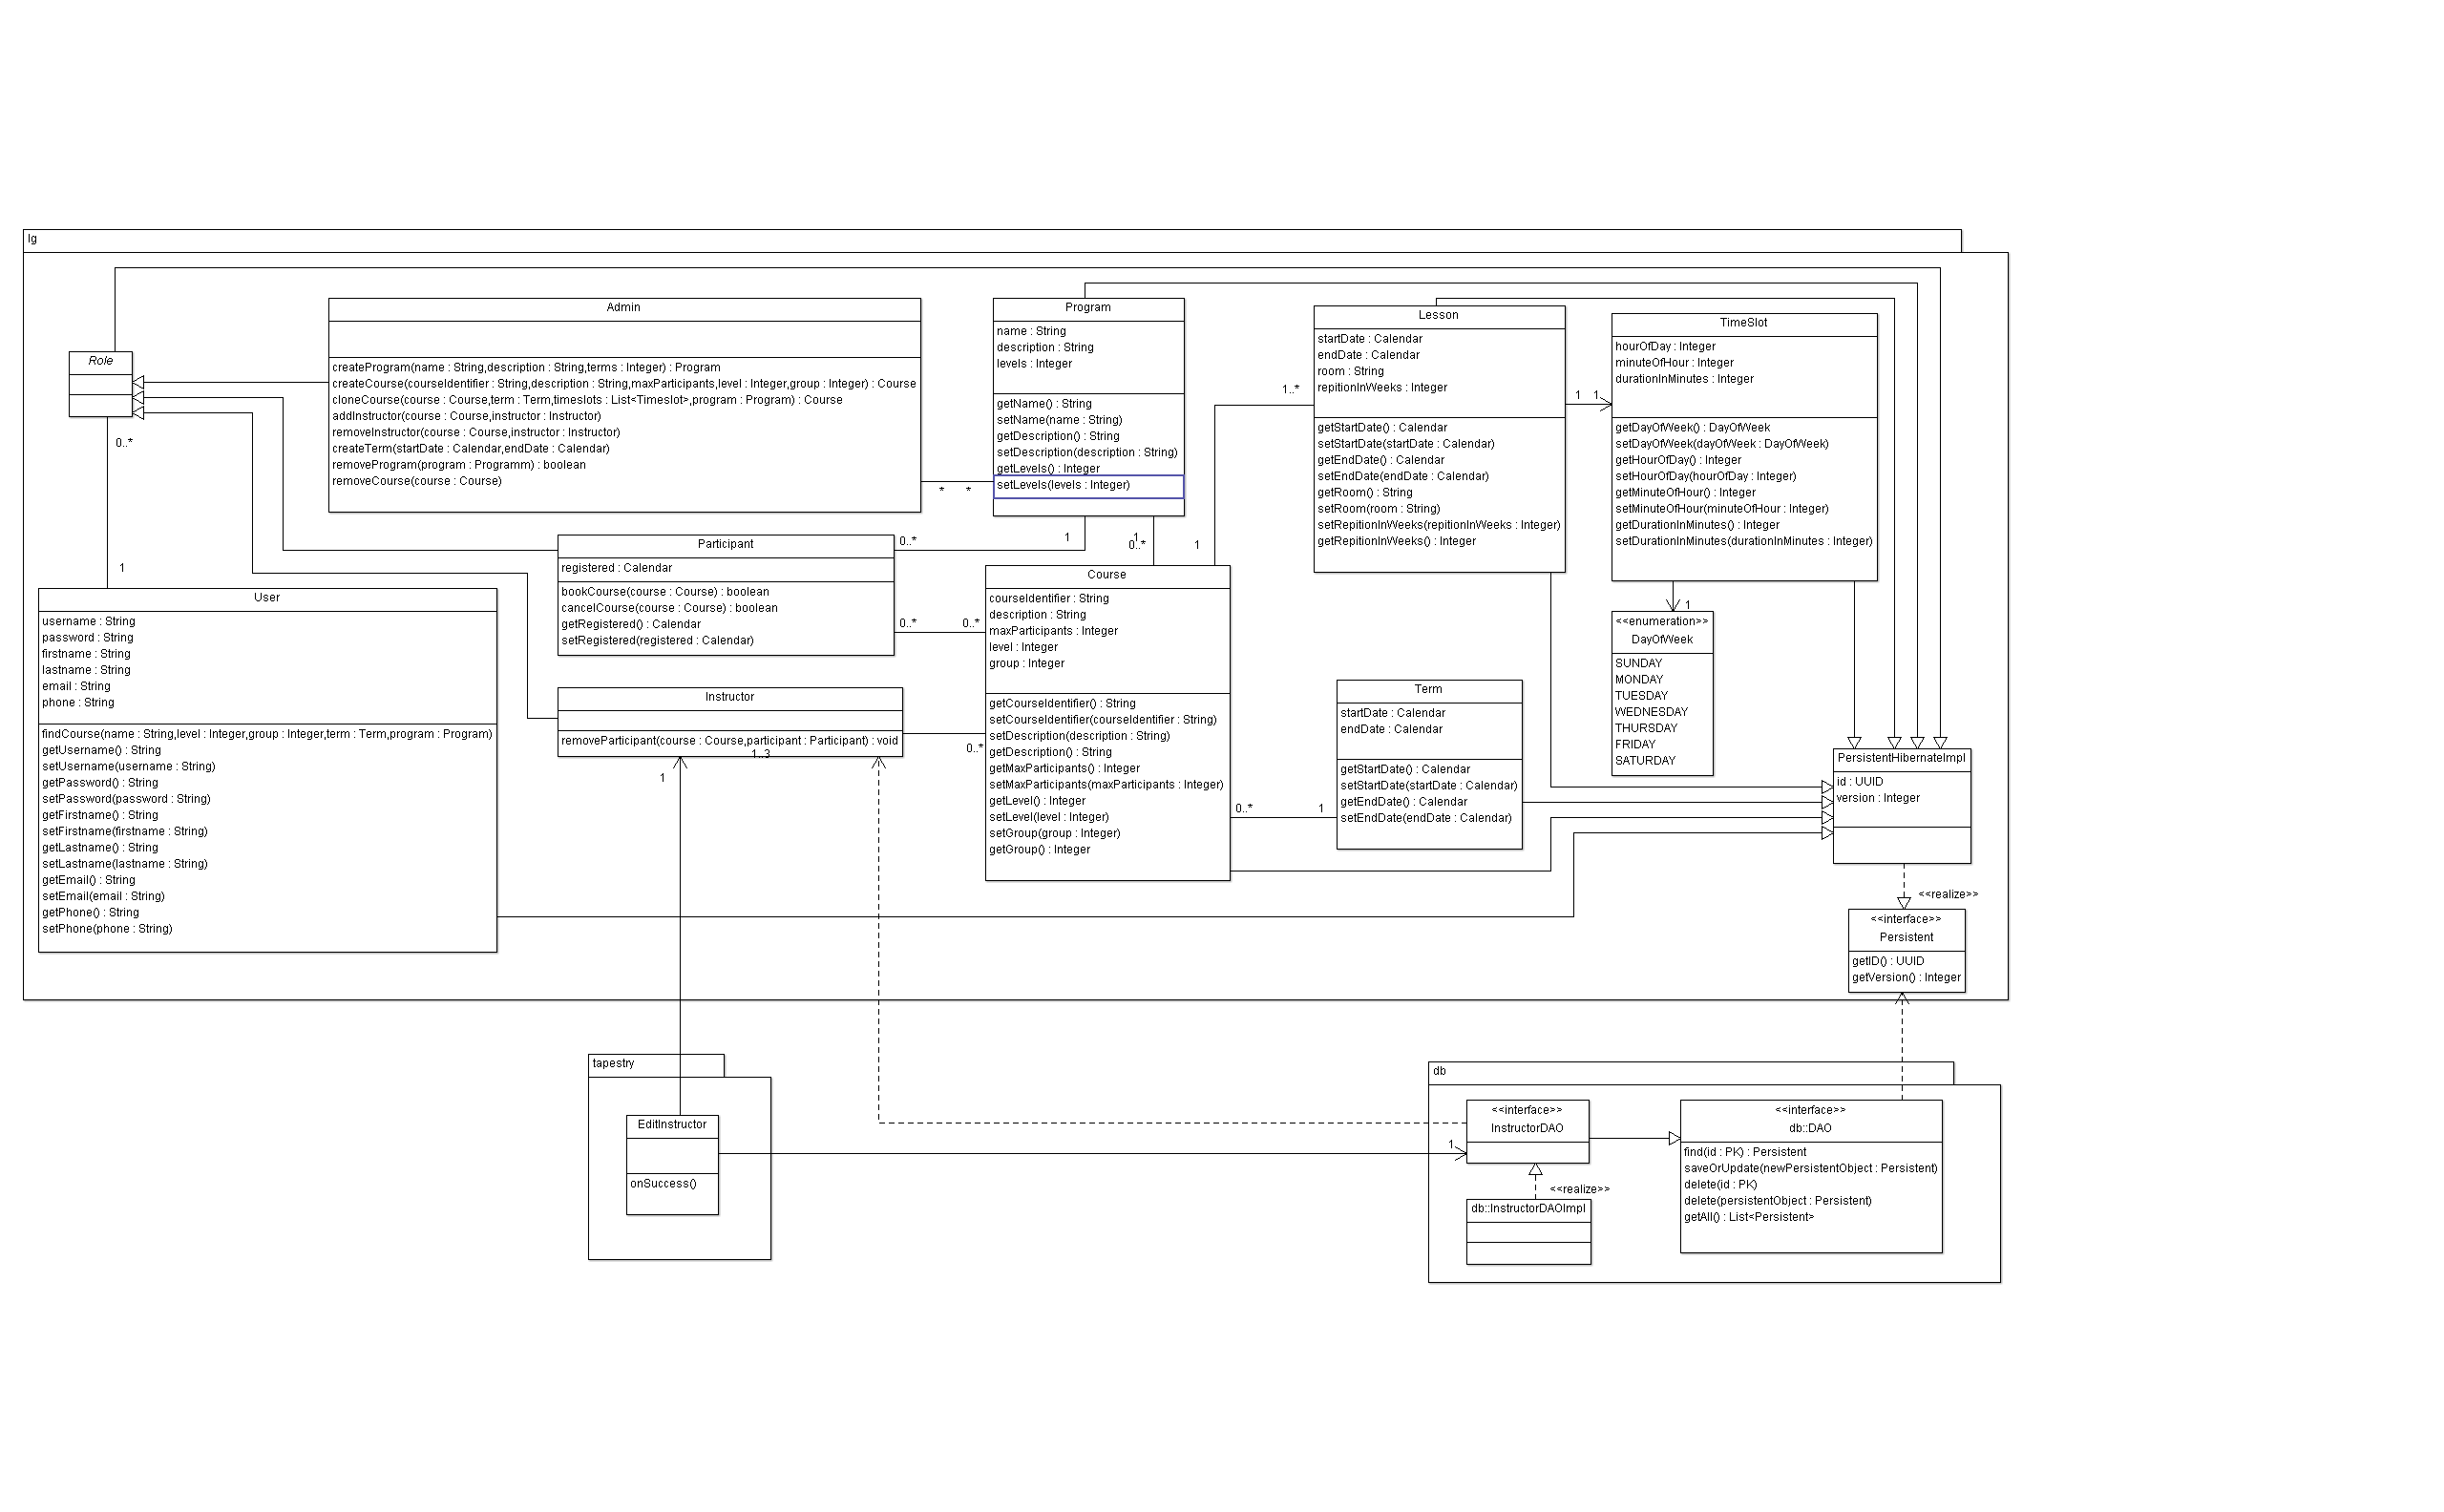 lg
Role
0..*
1
Admin
createProgram(name : String,description : String,terms : Integer) : Program
createCourse(courseIdentifier : String,description : String,maxParticipants,level : Integer,group : Integer) : Course
cloneCourse(course : Course,term : Term,timeslots : List<Timeslot>,program : Program) : Course
addInstructor(course : Course,instructor : Instructor)
removeInstructor(course : Course,instructor : Instructor)
createTerm(startDate : Calendar,endDate : Calendar)
removeProgram(program : Programm) : boolean
removeCourse(course : Course)
*
*
Program
name : String
description : String
levels : Integer
getName() : String
setName(name : String)
getDescription() : String
setDescription(description : String)
getLevels() : Integer
setLevels(levels : Integer)
0..*
1
1
0..*
1
1..*
Lesson
startDate : Calendar
endDate : Calendar
room : String
repitionInWeeks : Integer
getStartDate() : Calendar
setStartDate(startDate : Calendar)
getEndDate() : Calendar
setEndDate(endDate : Calendar)
getRoom() : String
setRoom(room : String)
setRepitionInWeeks(repitionInWeeks : Integer)
getRepitionInWeeks() : Integer
1
1
TimeSlot
hourOfDay : Integer
minuteOfHour : Integer
durationInMinutes : Integer
getDayOfWeek() : DayOfWeek
setDayOfWeek(dayOfWeek : DayOfWeek)
getHourOfDay() : Integer
setHourOfDay(hourOfDay : Integer)
getMinuteOfHour() : Integer
setMinuteOfHour(minuteOfHour : Integer)
getDurationInMinutes() : Integer
setDurationInMinutes(durationInMinutes : Integer)
1
<<enumeration>>
DayOfWeek
SUNDAY
MONDAY
TUESDAY
WEDNESDAY
THURSDAY
FRIDAY
SATURDAY
User
username : String
password : String
firstname : String
lastname : String
email : String
phone : String
findCourse(name : String,level : Integer,group : Integer,term : Term,program : Program)
getUsername() : String
setUsername(username : String)
getPassword() : String
setPassword(password : String)
getFirstname() : String
setFirstname(firstname : String)
getLastname() : String
setLastname(lastname : String)
getEmail() : String
setEmail(email : String)
getPhone() : String
setPhone(phone : String)
Participant
registered : Calendar
bookCourse(course : Course) : boolean
cancelCourse(course : Course) : boolean
getRegistered() : Calendar
setRegistered(registered : Calendar)
0..*
0..*
Instructor
removeParticipant(course : Course,participant : Participant) : void
1..3
0..*
1
Course
courseIdentifier : String
description : String
maxParticipants : Integer
level : Integer
group : Integer
getCourseIdentifier() : String
setCourseIdentifier(courseIdentifier : String)
setDescription(description : String)
getDescription() : String
getMaxParticipants() : Integer
setMaxParticipants(maxParticipants : Integer)
getLevel() : Integer
setLevel(level : Integer)
setGroup(group : Integer)
getGroup() : Integer
0..*
1
Term
startDate : Calendar
endDate : Calendar
getStartDate() : Calendar
setStartDate(startDate : Calendar)
getEndDate() : Calendar
setEndDate(endDate : Calendar)
PersistentHibernateImpl
id : UUID
version : Integer
<<realize>>
<<interface>>
Persistent
getID() : UUID
getVersion() : Integer
tapestry
EditInstructor
onSuccess()
1
db
<<interface>>
InstructorDAO
<<realize>>
db::InstructorDAOImpl
<<interface>>
db::DAO
find(id : PK) : Persistent
saveOrUpdate(newPersistentObject : Persistent)
delete(id : PK)
delete(persistentObject : Persistent)
getAll() : List<Persistent>